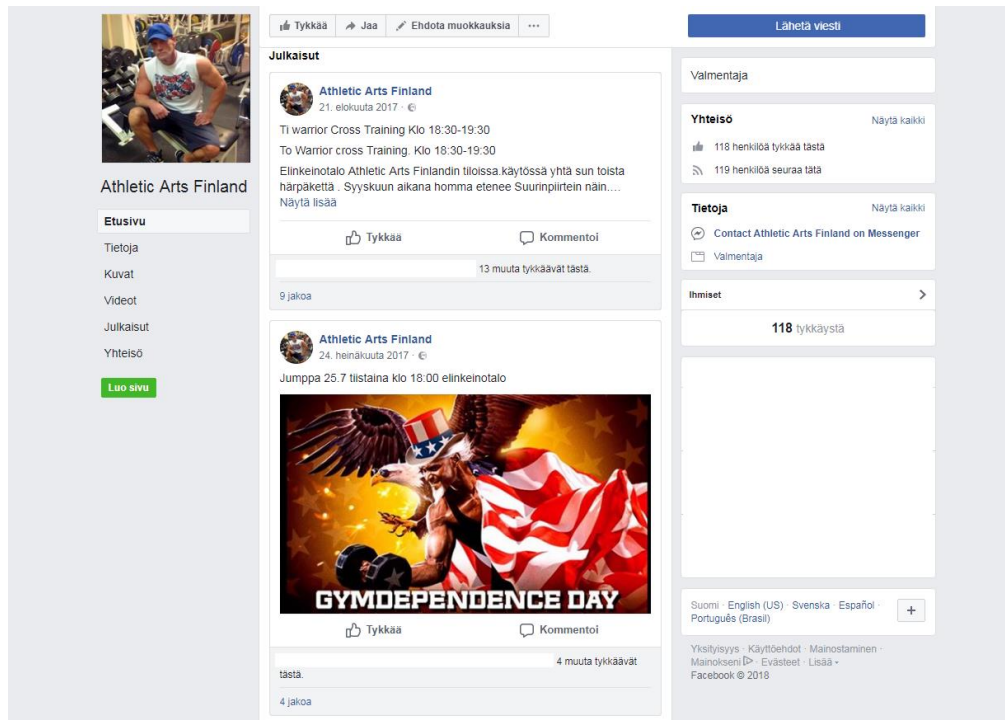 Tykkää Jaa Ehdota muokkauksia ...
Lähetä viesti
Athletic Arts Finland
Etusivu
Tietoja
Kuvat
Videot
Julkaisut
Yhteisö
Luo sivu
Julkaisut
Athletic Arts Finland
21. elokuuta 2017 ·
Ti warrior Cross Training Klo 18:30-19:30
To Warrior cross Training. Klo 18:30-19:30
Elinkeinotalo Athletic Arts Finlandin tiloissa.käytössä yhtä sun toista
härpäkettä . Syyskuun aikana homma etenee Suurinpiirtein näin....
Näytä lisää
Tykkää Kommentoi
13 muuta tykkäävät tästä.
9 jakoa
Athletic Arts Finland
24. heinäkuuta 2017 ·
Jumppa 25.7 tiistaina klo 18:00 elinkeinotalo
GYMDEPENDENCE DAY
Tykkää Kommentoi
4 muuta tykkäävät
tästä.
4 jakoa
Valmentaja
Yhteisö Näytä kaikki
118 henkilöä tykkää tästä
119 henkilöä seuraa tätä
Tietoja Näytä kaikki
Contact Athletic Arts Finland on Messenger
Valmentaja
Ihmiset
118 tykkäystä
Suomi · English (US) · Svenska · Español ·
Português (Brasil)
+
Yksityisyys · Käyttöehdot · Mainostaminen ·
Mainokseni · Evästeet · Lisää
Facebook © 2018